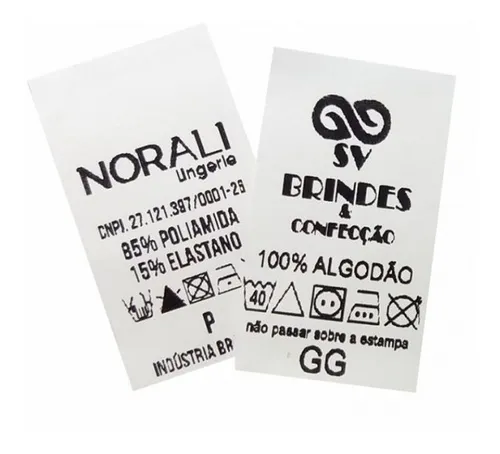 NORALI
lingerie
CNPJ. 27.121.397/0001-28
85% POLIAMIDA
15% ELASTANO
P
INDÚSTRIA BR
SV
BRINDES
&
CONFECÇÃO
100% ALGODÃO
40
não passar sobre a estampa
GG